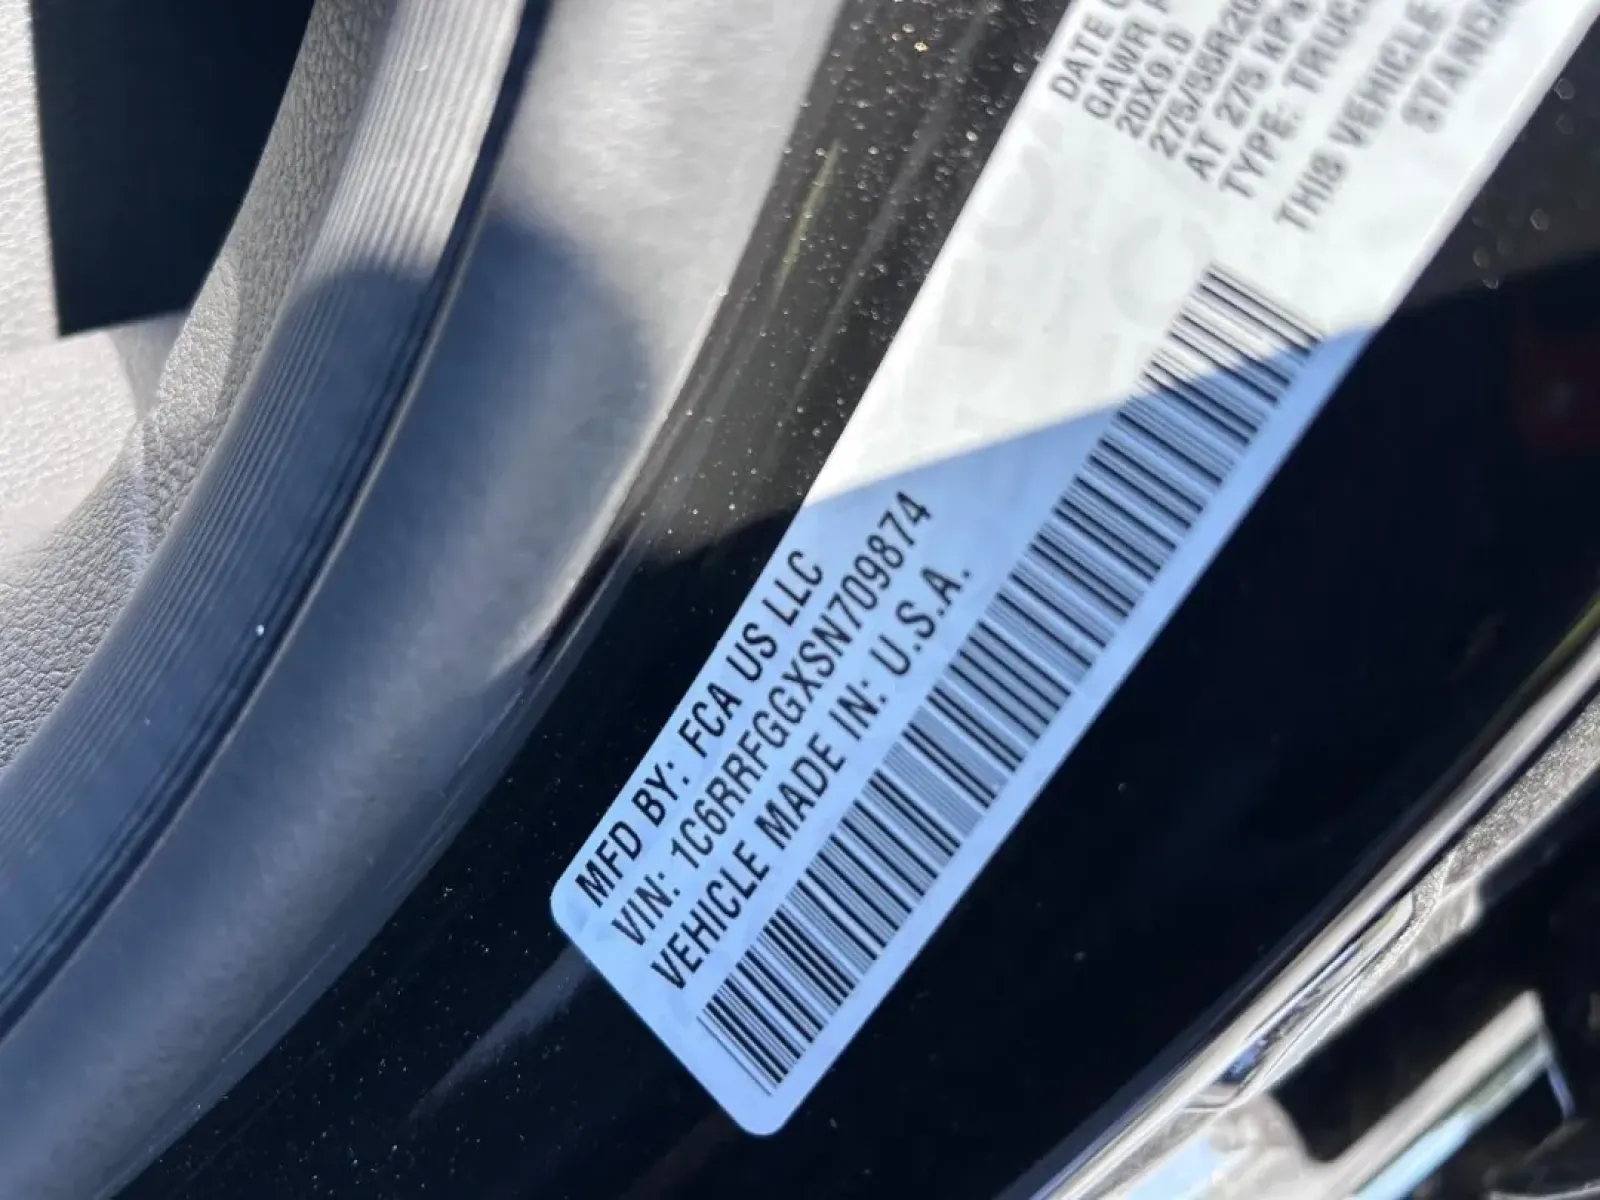 MFD BY: FCA US LLC
VIN: 1C6RRFGGXSN709874
VEHICLE MADE IN: U.S.A.
DATE
GAWR
20X9.0
275/55R20
AT 275 kPa
TYPE: TRUCK
THIS VEHICLE